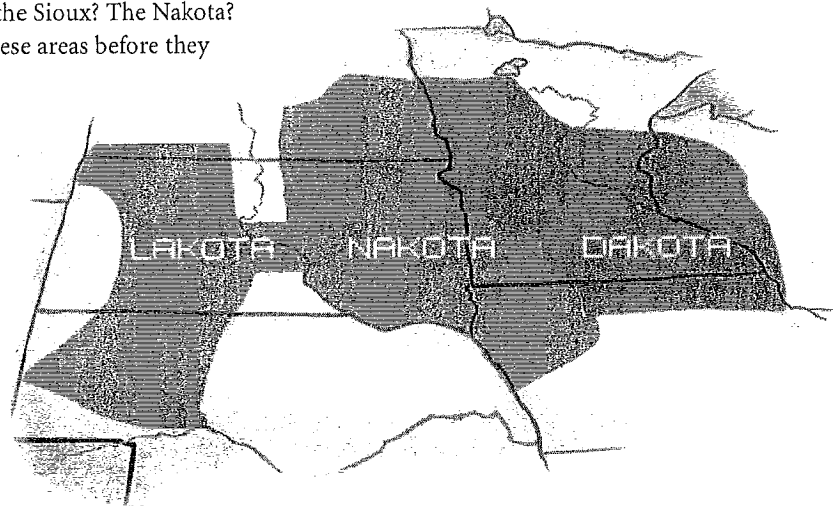 the Sioux? The Nakota?
ese areas before they
LAKOTA NAKOTA DAKOTA